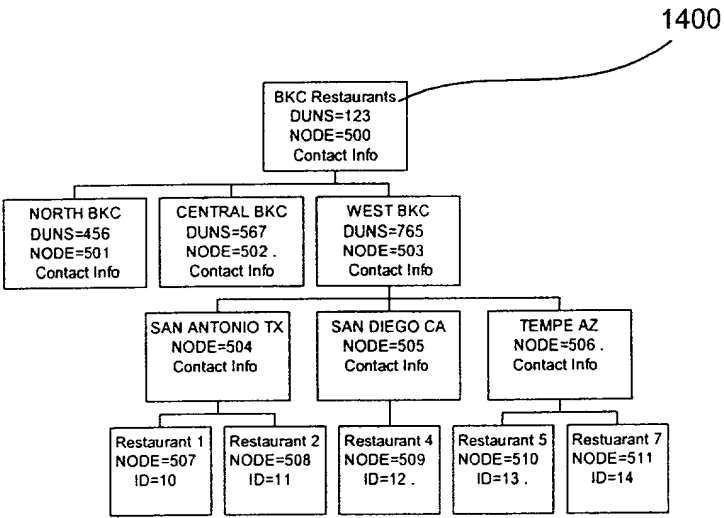 1400
BKC Restaurants
DUNS=123
NODE=500
Contact Info
NORTH BKC
DUNS=456
NODE=501
Contact Info
CENTRAL BKC
DUNS=567
NODE=502 .
Contact Info
WEST BKC
DUNS=765
NODE=503
Contact Info
SAN ANTONIO TX
NODE=504
Contact Info
SAN DIEGO CA
NODE=505
Contact Info
TEMPE AZ
NODE=506 .
Contact Info
Restaurant 1
NODE=507
ID=10
Restaurant 2
NODE=508
ID=11
Restaurant 4
NODE=509
ID=12 .
Restaurant 5
NODE=510
ID=13 .
Restuarant 7
NODE=511
ID=14